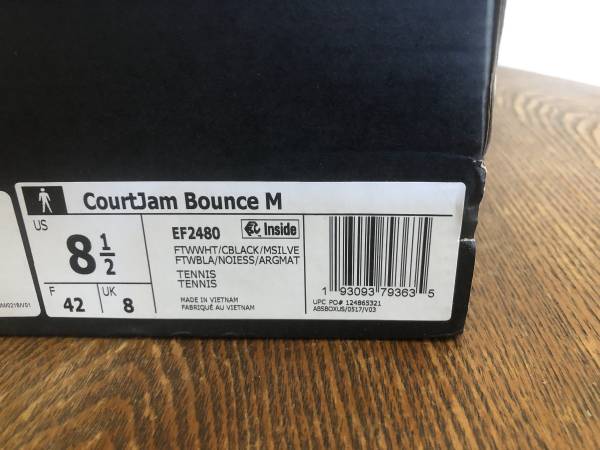 CourtJam Bounce M
US
8 1/2
F
42
UK
8
EF2480
Inside
FTWWHT/CBLACK/MSILVE
FTWBLA/NOIESS/ARGMAT
TENNIS
TENNIS
MADE IN VIETNAM
FABRIQUÉ AU VIETNAM
1 93093 79363 5
UPC PO# 124865321
ABSBOXUS/0517/V03